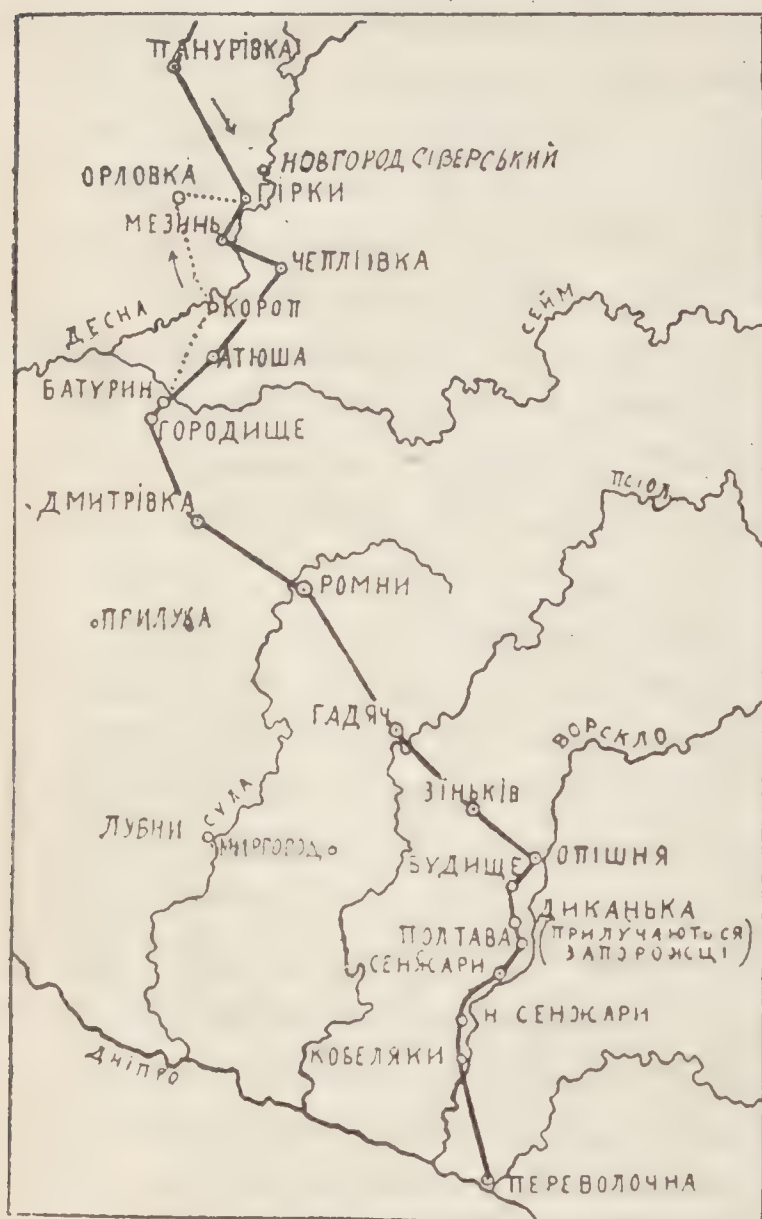 ПАНУРІВКА
НОВГОРОД СІВЕРСЬКИЙ
ОРЛОВКА
ГІРКИ
МЕЗИНЬ
ЧЕПЛІЇВКА
КОРОП
ДЕСНА
СЕЙМ
АТЮША
БАТУРИН
ГОРОДИЩЕ
ПСІОЛ
ДМИТРІВКА
РОМНИ
ПРИЛУКА
ГАДЯЧ
ВОРСКЛО
ЗІНЬКІВ
СУЛА
ЛУБНИ
МИРГОРОД
ОПІШНЯ
БУДИЩЕ
ДИКАНЬКА
ПОЛТАВА
(ПРИЛУЧАЮТЬСЯ
ЗАПОРОЖЦІ)
СЕНЖАРИ
Н СЕНЖАРИ
КОБЕЛЯКИ
ДНІПРО
ПЕРЕВОЛОЧНА